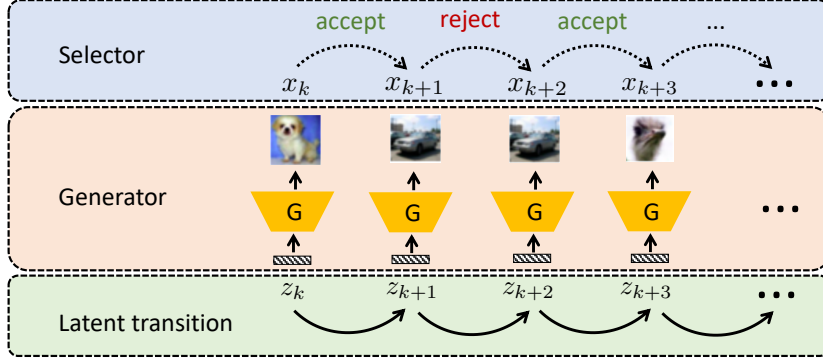 accept reject accept ...
Selector
x_k x_{k+1} x_{k+2} x_{k+3} ...
Generator
G G G G ...
z_k z_{k+1} z_{k+2} z_{k+3} ...
Latent transition